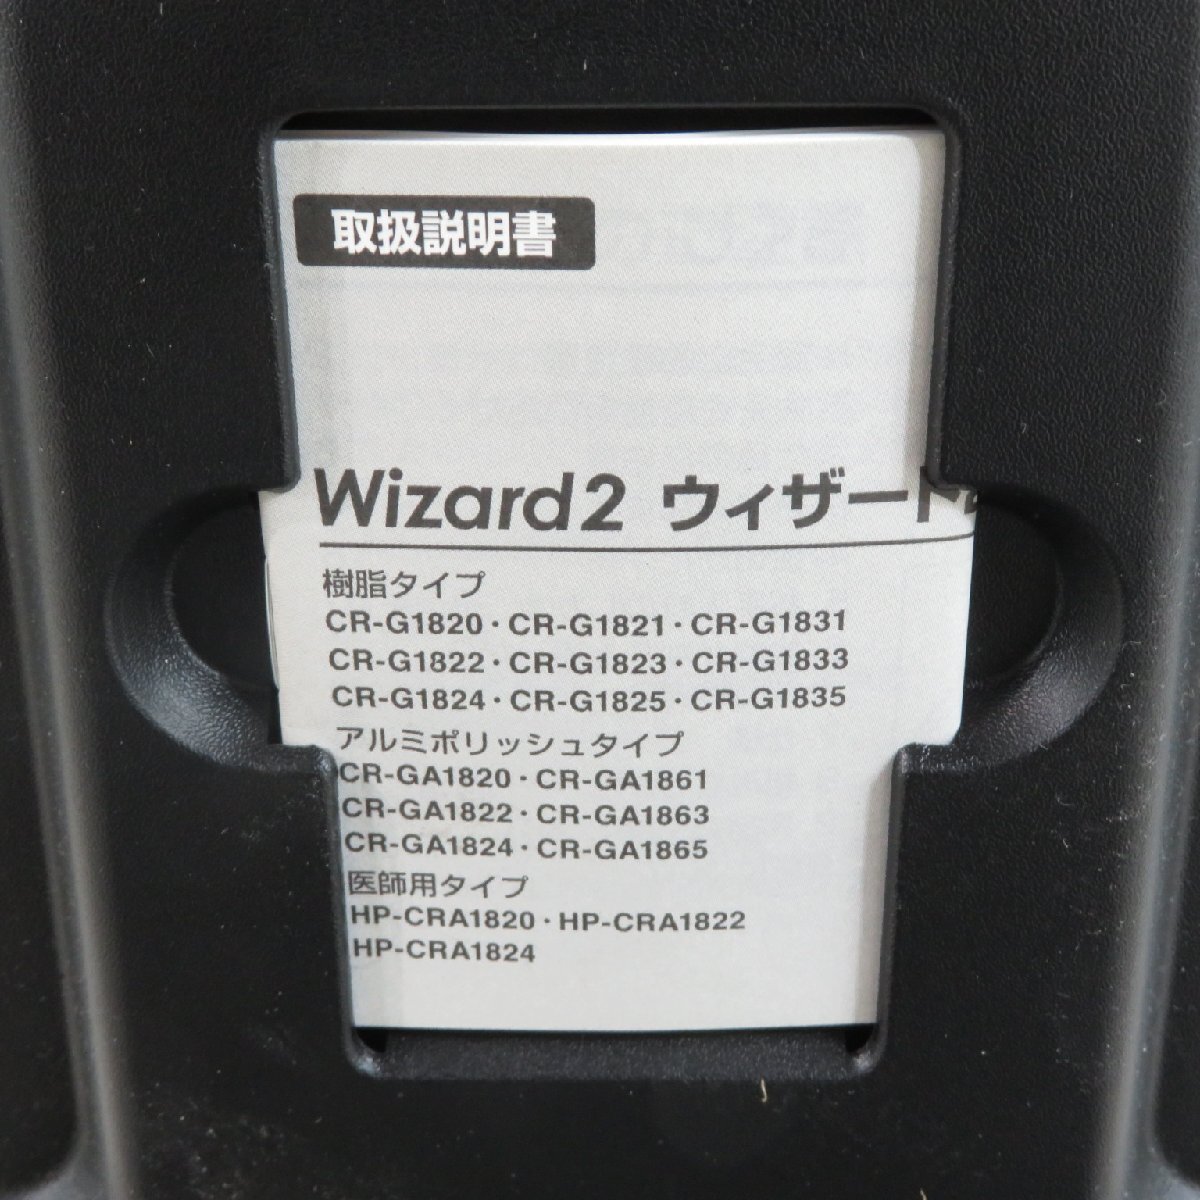 取扱説明書
Wizard2 ウィザード
樹脂タイプ
CR-G1820・CR-G1821・CR-G1831
CR-G1822・CR-G1823・CR-G1833
CR-G1824・CR-G1825・CR-G1835
アルミポリッシュタイプ
CR-GA1820・CR-GA1861
CR-GA1822・CR-GA1863
CR-GA1824・CR-GA1865
医師用タイプ
HP-CRA1820・HP-CRA1822
HP-CRA1824